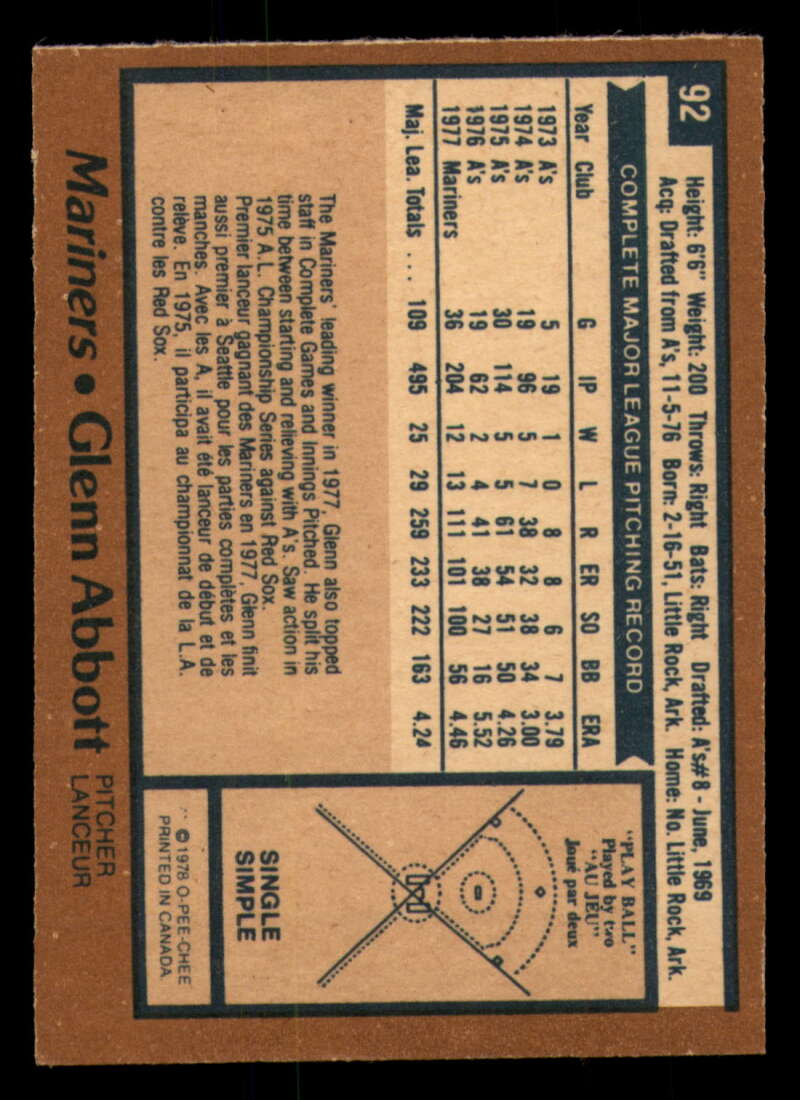 92
Height: 6'6" Weight: 200 Throws: Right Bats: Right Drafted: A's#8 - June, 1969
Acq: Drafted from A's, 11-5-76 Born: 2-16-51, Little Rock, Ark. Home: No. Little Rock, Ark.
COMPLETE MAJOR LEAGUE PITCHING RECORD
Year Club G IP W L R ER SO BB ERA
1973 A's 5 19 1 0 8 8 6 7 3.79
1974 A's 19 96 5 7 38 32 38 34 3.00
1975 A's 30 114 5 5 61 54 51 50 4.26
1976 A's 19 62 2 4 41 38 27 16 5.52
1977 Mariners 36 204 12 13 111 101 100 56 4.46
Maj. Lea. Totals ... 109 495 25 29 259 233 222 163 4.24
The Mariners' leading winner in 1977, Glenn also topped
staff in Complete Games and Innings Pitched. He split his
time between starting and relieving with A's. Saw action in
1975 A.L. Championship Series against Red Sox.
Premier lanceur gagnant des Mariners en 1977, Glenn finit
aussi premier à Seattle pour les parties complètes et les
manches. Avec les A, il avait été lanceur de début et de
relève. En 1975, il participa au championnat de la L.A.
contre les Red Sox.
"PLAY BALL"
Played by two
"AU JEU"
Joué par deux
SINGLE
SIMPLE
© 1978 O-PEE-CHEE
PRINTED IN CANADA.
Mariners • Glenn Abbott PITCHER
LANCEUR